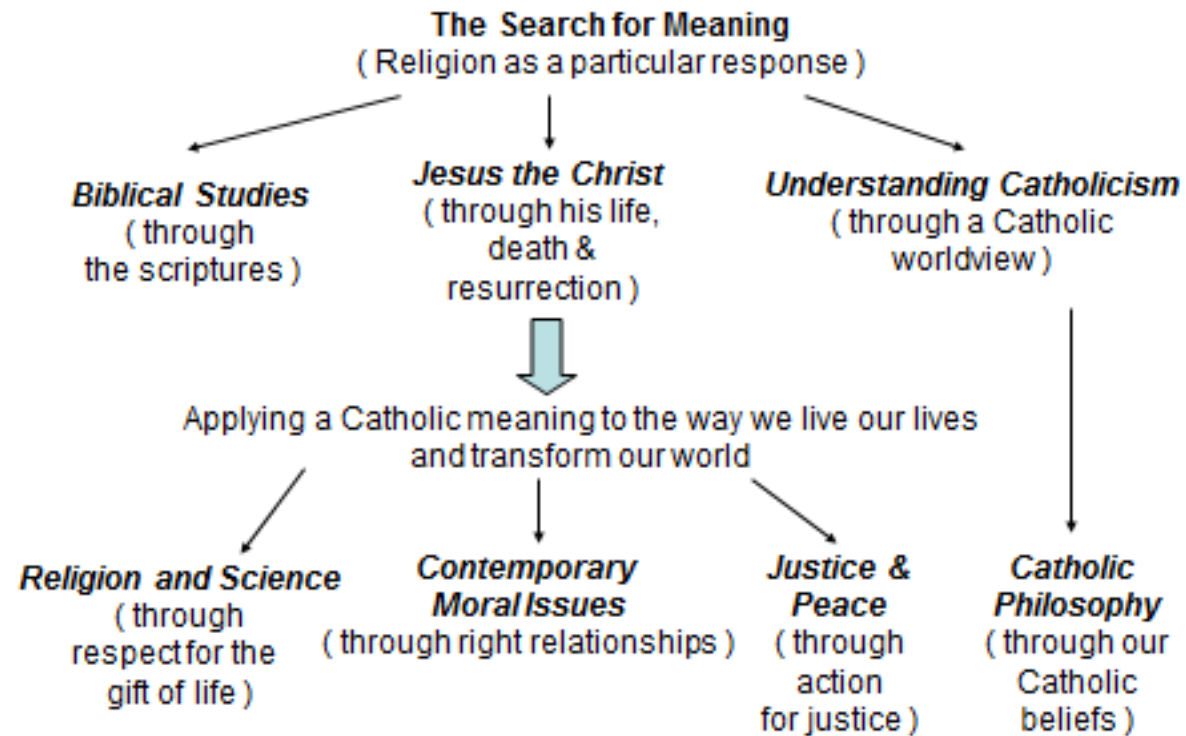 The Search for Meaning
( Religion as a particular response )
Biblical Studies
( through
the scriptures )
Jesus the Christ
( through his life,
death &
resurrection )
Understanding Catholicism
( through a Catholic
worldview )
Applying a Catholic meaning to the way we live our lives
and transform our world
Religion and Science
( through
respect for the
gift of life )
Contemporary
Moral Issues
( through right relationships )
Justice &
Peace
( through
action
for justice )
Catholic
Philosophy
( through our
Catholic
beliefs )